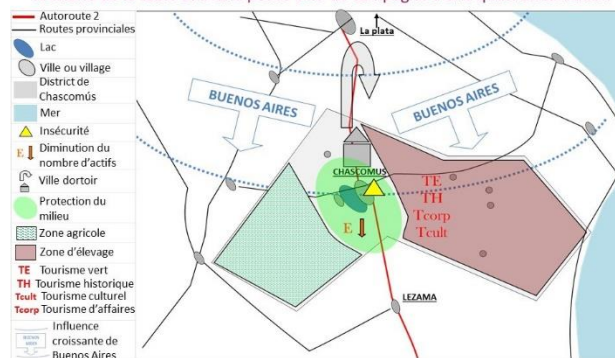 Autoroute 2
Routes provinciales
Lac
Ville ou village
District de
Chascomús
Mer
Insécurité
E
Diminution du
nombre d'actifs
Ville dortoir
Protection du
milieu
Zone agricole
Zone d'élevage
TE Tourisme vert
TH Tourisme historique
Tcult Tourisme culturel
Tcorp Tourisme d'affaires
Influence
croissante de
Buenos Aires
La plata
BUENOS AIRES
BUENOS AIRES
CHASCOMUS
TE
TH
Tcorp
Tcult
E
LEZAMA